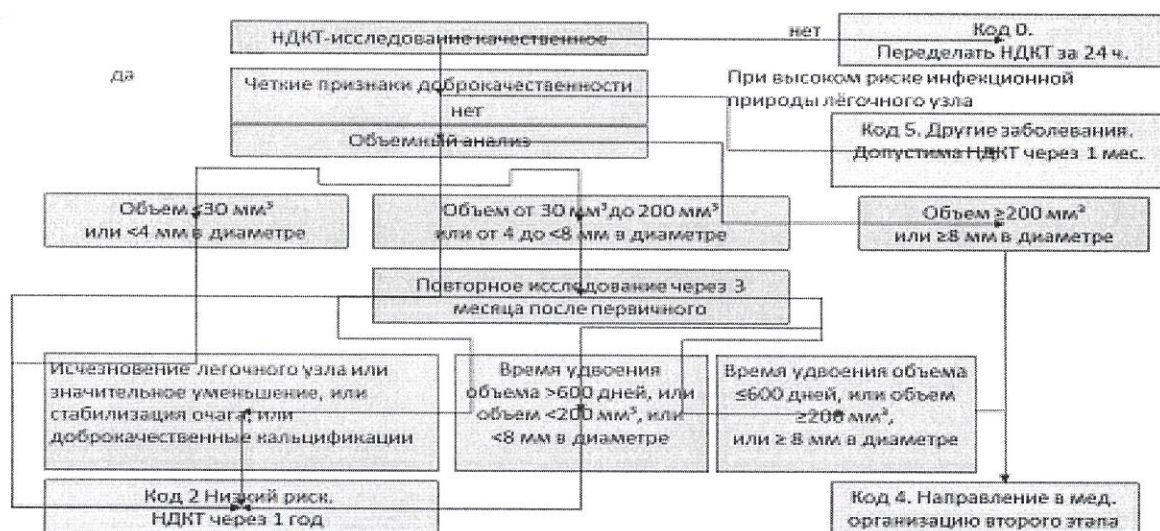 НДКТ-исследование качественное
нет
Код 0.
Переделать НДКТ за 24 ч.
да
Четкие признаки доброкачественности
нет
При высоком риске инфекционной
природы лёгочного узла
Объемный анализ
Код 5. Другие заболевания.
Допустима НДКТ через 1 мес.
Объем ≤30 мм³
или <4 мм в диаметре
Объем от 30 мм³ до 200 мм³
или от 4 до <8 мм в диаметре
Объем ≥200 мм³
или ≥8 мм в диаметре
Повторное исследование через 3
месяца после первичного
Исчезновение легочного узла или
значительное уменьшение, или
стабилизация очага, или
доброкачественные кальцификации
Время удвоения
объема >600 дней, или
объем <200 мм³, или
<8 мм в диаметре
Время удвоения объема
≤600 дней, или объем
≥200 мм³,
или ≥ 8 мм в диаметре
Код 2 Низкий риск.
НДКТ через 1 год
Код 4. Направление в мед.
организацию второго этапа